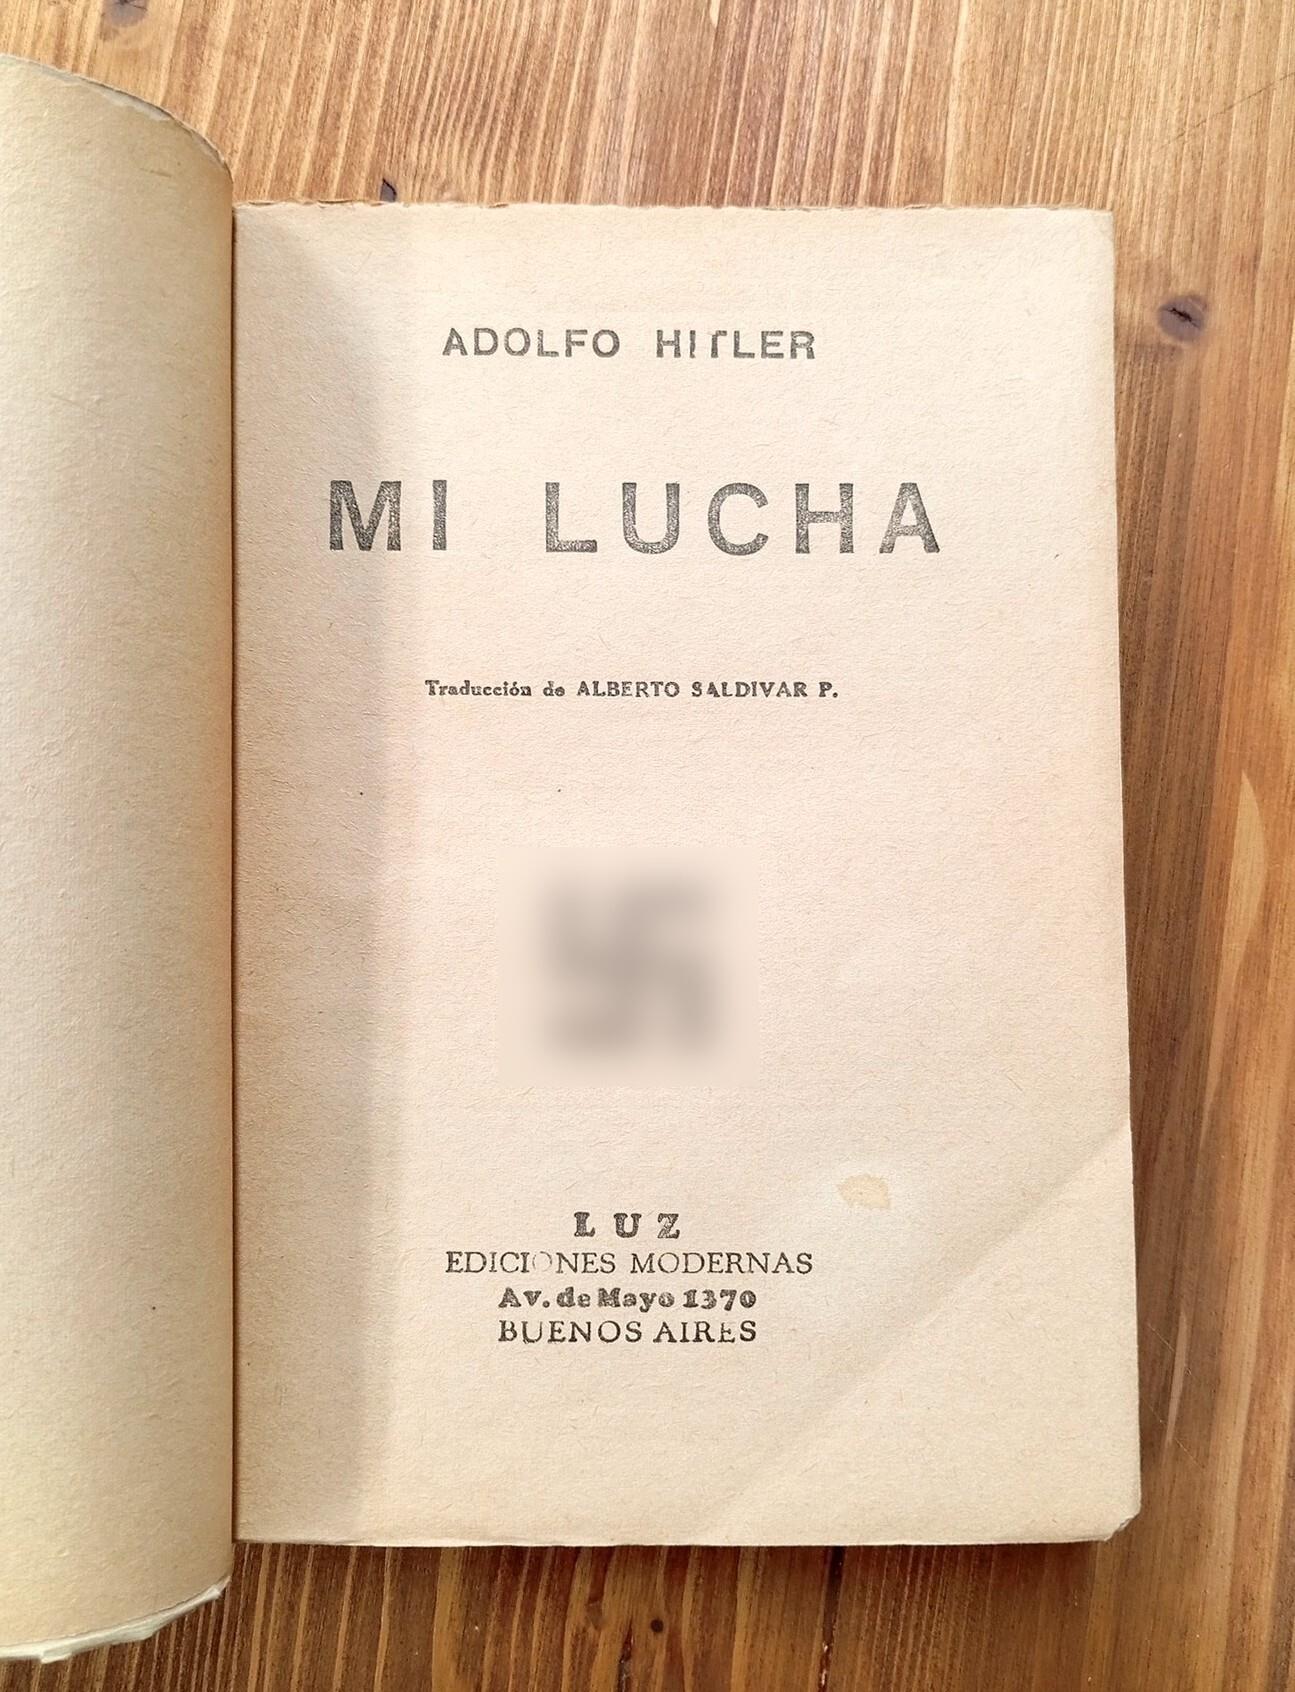 ADOLFO HITLER
MI LUCHA
Traducción de ALBERTO SALDIVAR P.
LUZ
EDICIONES MODERNAS
Av. de Mayo 1370
BUENOS AIRES